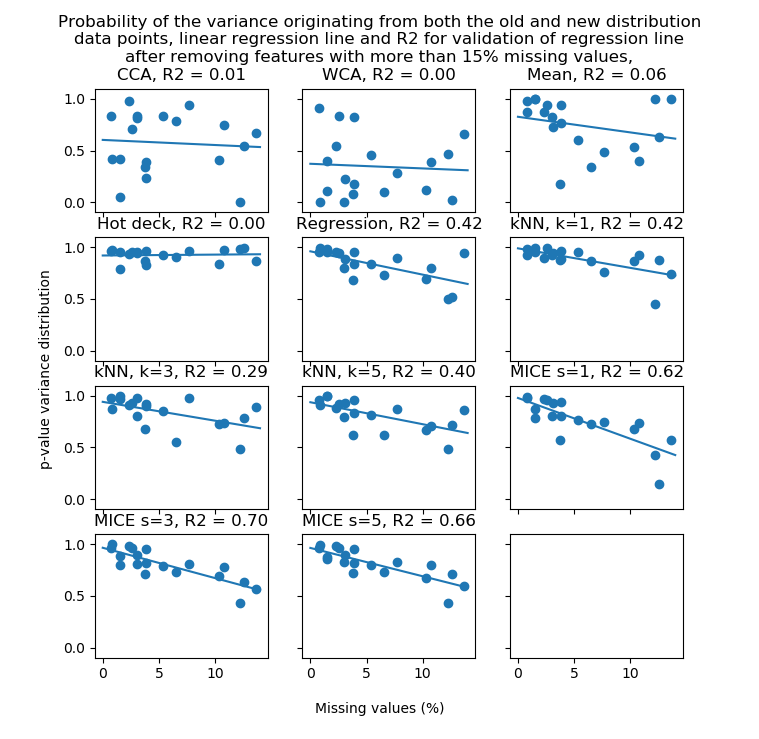 Probability of the variance originating from both the old and new distribution
data points, linear regression line and R2 for validation of regression line
after removing features with more than 15% missing values,
CCA, R2 = 0.01
WCA, R2 = 0.00
Mean, R2 = 0.06
1.0
0.5
0.0
Hot deck, R2 = 0.00
Regression, R2 = 0.42
kNN, k=1, R2 = 0.42
1.0
0.5
0.0
kNN, k=3, R2 = 0.29
kNN, k=5, R2 = 0.40
MICE s=1, R2 = 0.62
1.0
0.5
0.0
MICE s=3, R2 = 0.70
MICE s=5, R2 = 0.66
1.0
0.5
0.0
0 5 10
0 5 10
0 5 10
p-value variance distribution
Missing values (%)